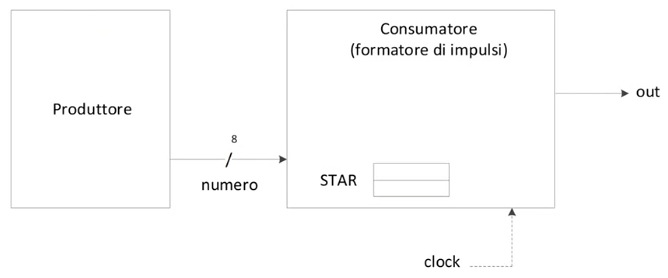 Consumatore
(formatore di impulsi)
Produttore
out
8
numero
STAR
clock